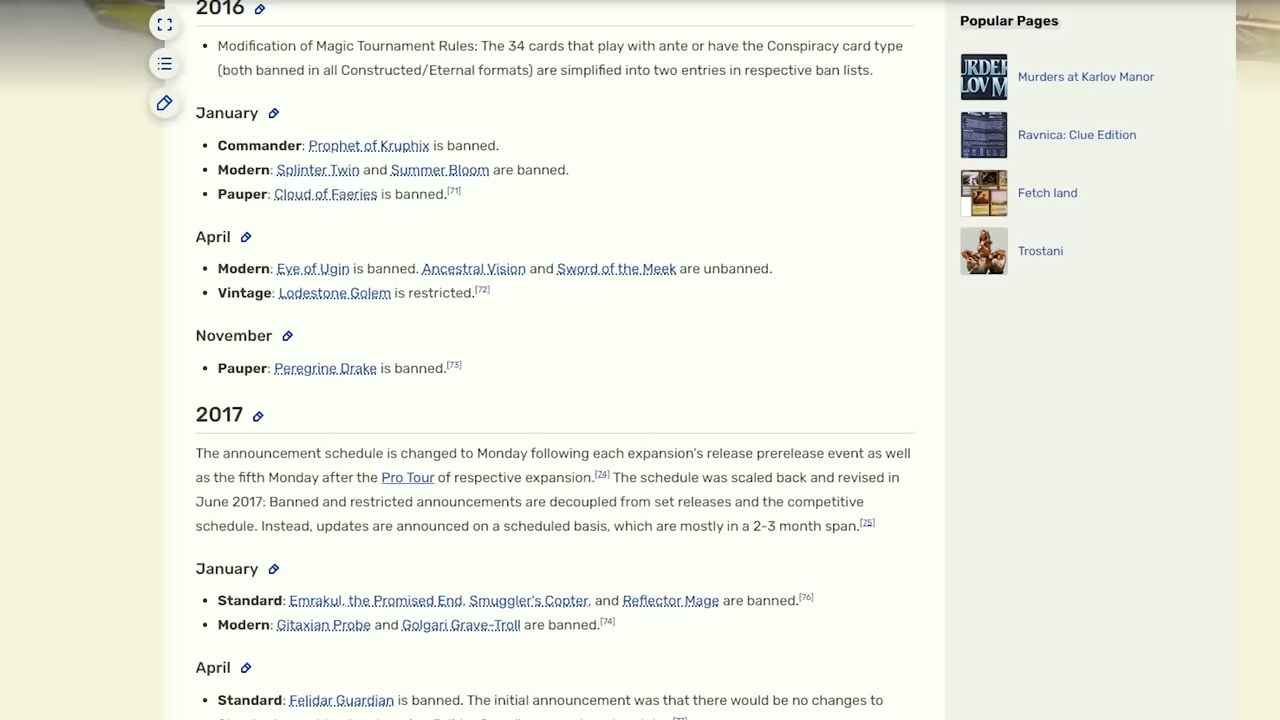 2016
Modification of Magic Tournament Rules: The 34 cards that play with ante or have the Conspiracy card type
(both banned in all Constructed/Eternal formats) are simplified into two entries in respective ban lists.
January
Commander: Prophet of Kruphix is banned.
Modern: Splinter Twin and Summer Bloom are banned.
Pauper: Cloud of Faeries is banned.[71]
April
Modern: Eye of Ugin is banned. Ancestral Vision and Sword of the Meek are unbanned.
Vintage: Lodestone Golem is restricted.[72]
November
Pauper: Peregrine Drake is banned.[73]
2017
The announcement schedule is changed to Monday following each expansion's release prerelease event as well
as the fifth Monday after the Pro Tour of respective expansion.[74] The schedule was scaled back and revised in
June 2017: Banned and restricted announcements are decoupled from set releases and the competitive
schedule. Instead, updates are announced on a scheduled basis, which are mostly in a 2-3 month span.[75]
January
Standard: Emrakul, the Promised End, Smuggler's Copter, and Reflector Mage are banned.[76]
Modern: Gitaxian Probe and Golgari Grave-Troll are banned.[74]
April
Standard: Felidar Guardian is banned. The initial announcement was that there would be no changes to
Popular Pages
Murders at Karlov Manor
Ravnica: Clue Edition
Fetch land
Trostani